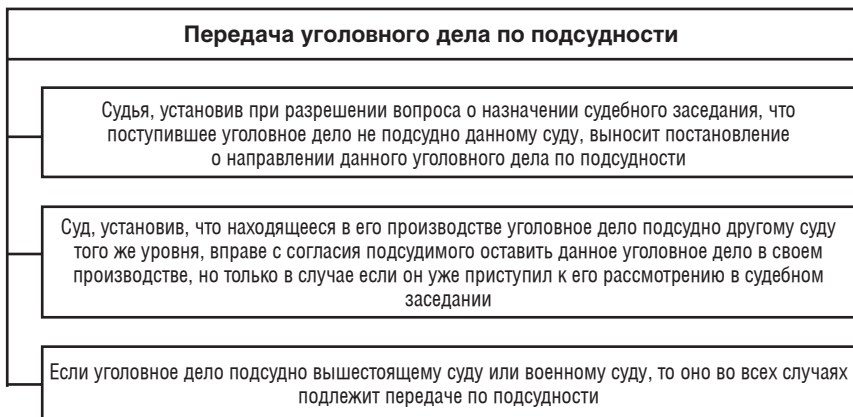 Передача уголовного дела по подсудности
Судья, установив при разрешении вопроса о назначении судебного заседания, что
поступившее уголовное дело не подсудно данному суду, выносит постановление
о направлении данного уголовного дела по подсудности
Суд, установив, что находящееся в его производстве уголовное дело подсудно другому суду
того же уровня, вправе с согласия подсудимого оставить данное уголовное дело в своем
производстве, но только в случае если он уже приступил к его рассмотрению в судебном
заседании
Если уголовное дело подсудно вышестоящему суду или военному суду, то оно во всех случаях
подлежит передаче по подсудности